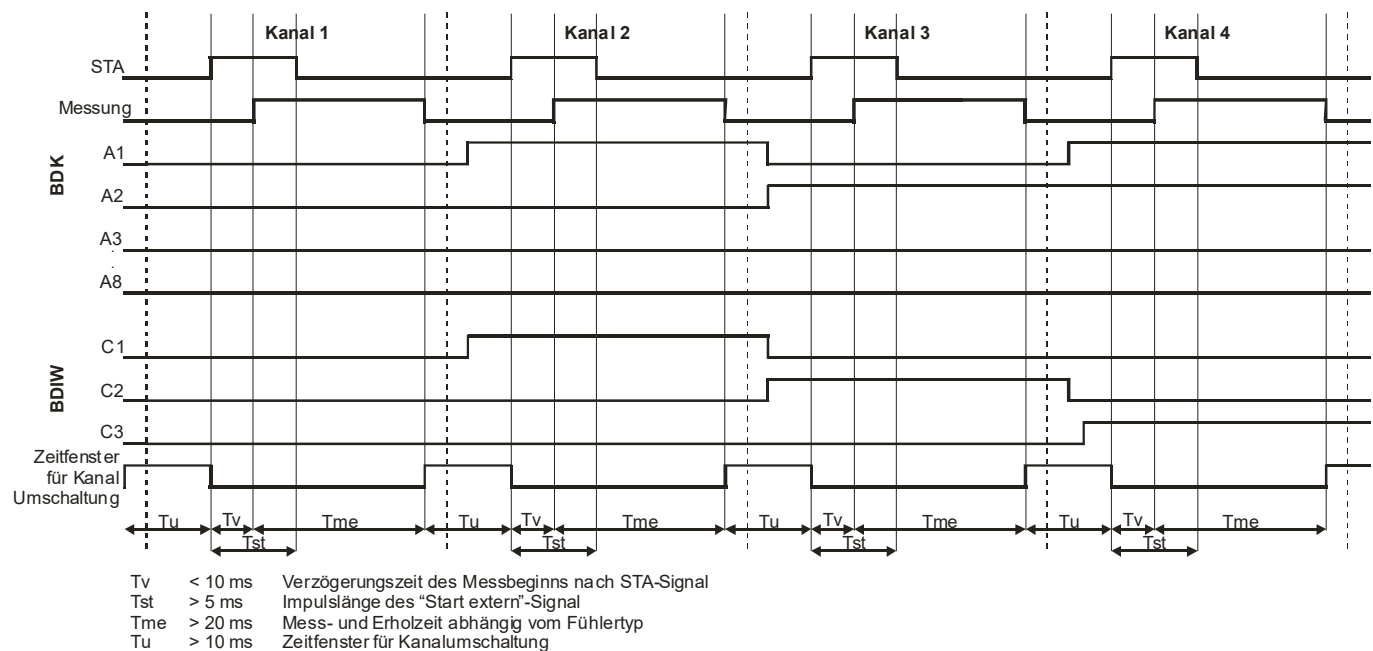 Kanal 1 Kanal 2 Kanal 3 Kanal 4
STA
Messung
BDK
A1
A2
A3
A8
BDIW
C1
C2
C3
Zeitfenster
für Kanal
Umschaltung
Tu Tv Tme Tu Tv Tme Tu Tv Tme Tu Tv Tme
Tst Tst Tst Tst
Tv < 10 ms Verzögerungszeit des Messbeginns nach STA-Signal
Tst > 5 ms Impulslänge des “Start extern”-Signal
Tme > 20 ms Mess- und Erholzeit abhängig vom Fühlertyp
Tu > 10 ms Zeitfenster für Kanalumschaltung